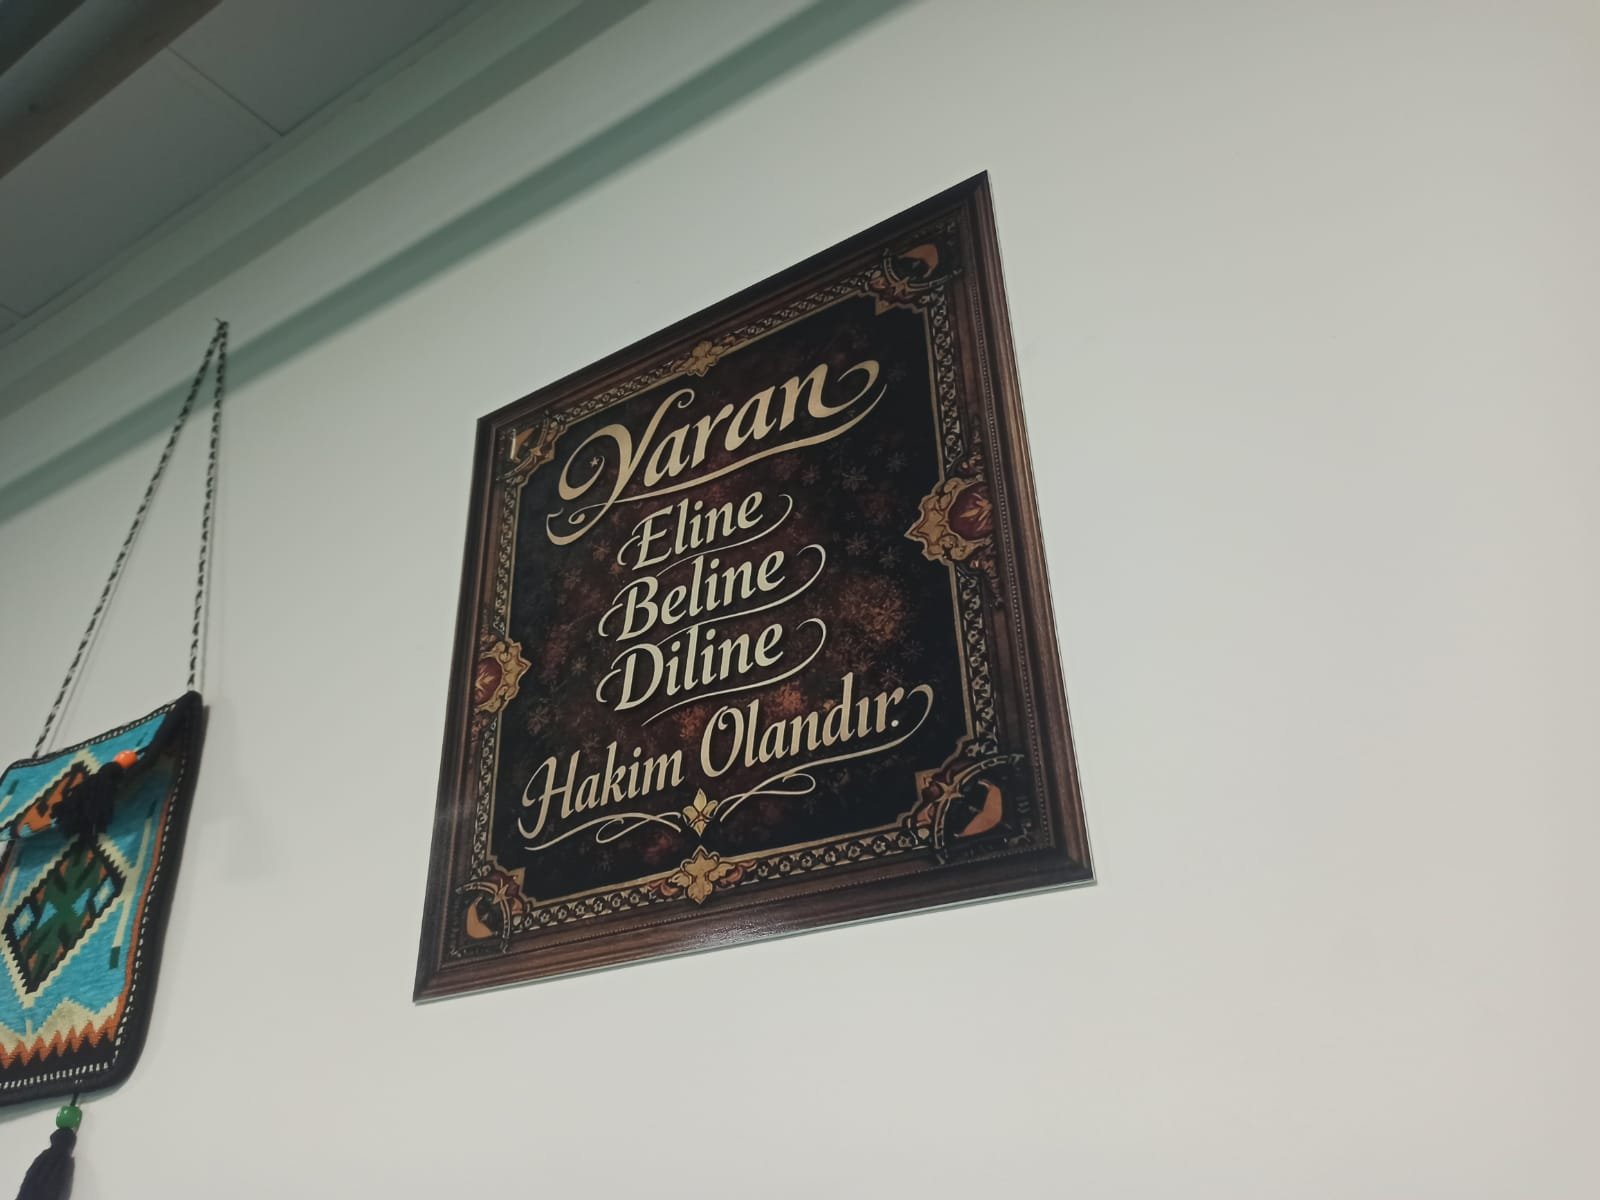 Yaran
Eline
Beline
Diline
Hakim Olandır.